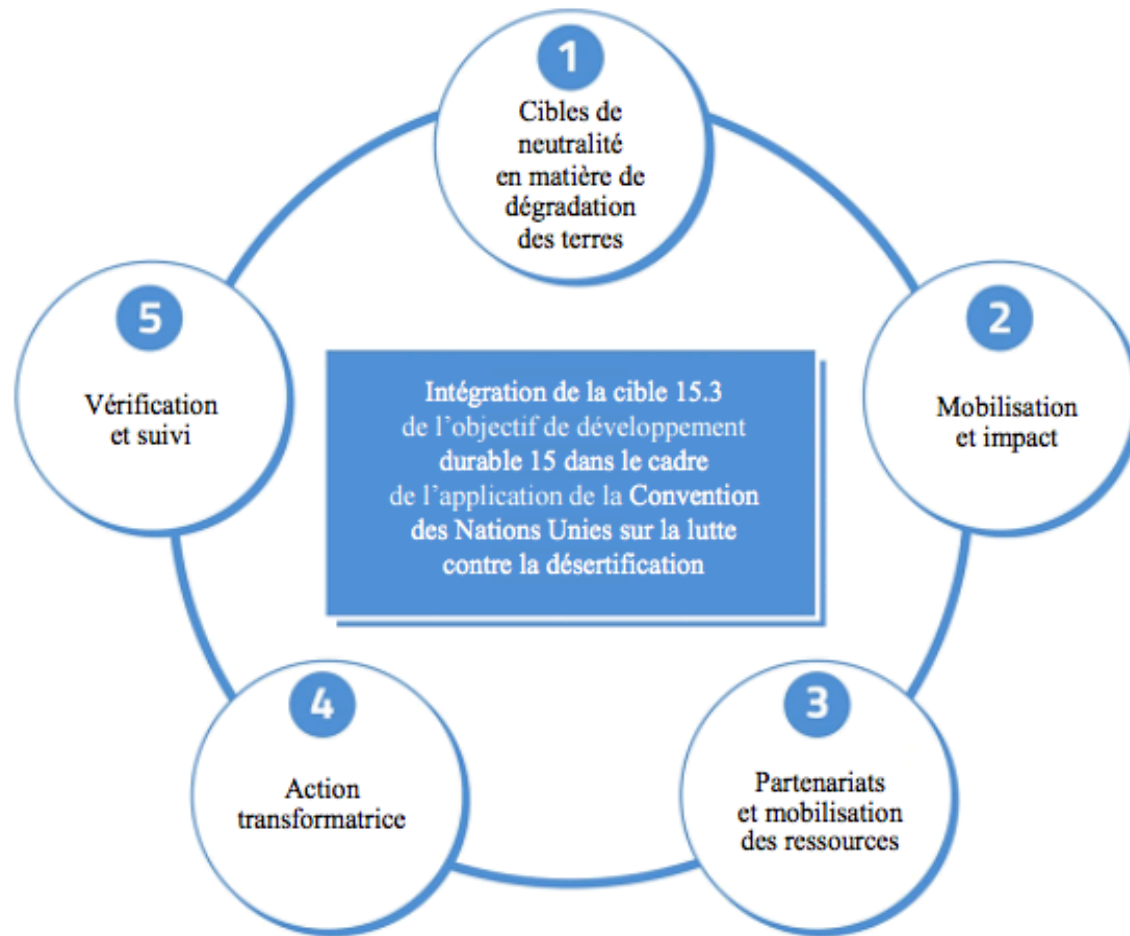 1
Cibles de
neutralité
en matière de
dégradation
des terres
2
Mobilisation
et impact
3
Partenariats
et mobilisation
des ressources
4
Action
transformatrice
5
Vérification
et suivi
Intégration de la cible 15.3
de l’objectif de développement
durable 15 dans le cadre
de l’application de la Convention
des Nations Unies sur la lutte
contre la désertification